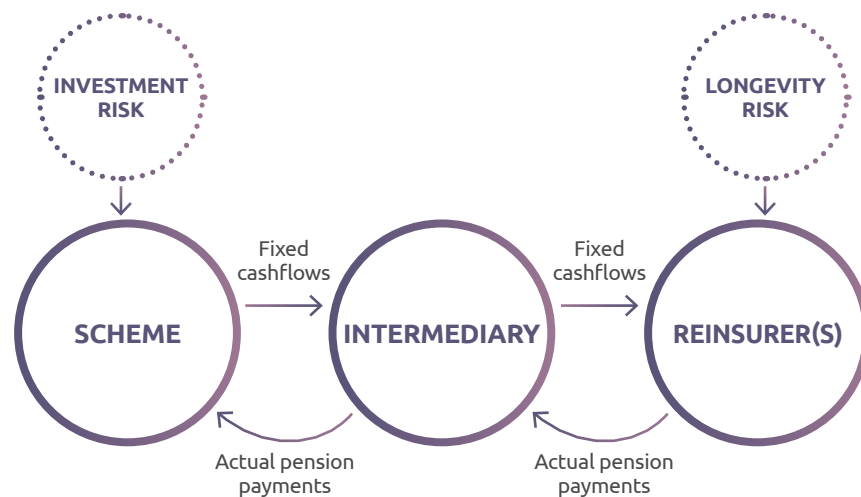 INVESTMENT
RISK
LONGEVITY
RISK
Fixed
cashflows
Fixed
cashflows
SCHEME
INTERMEDIARY
REINSURER(S)
Actual pension
payments
Actual pension
payments